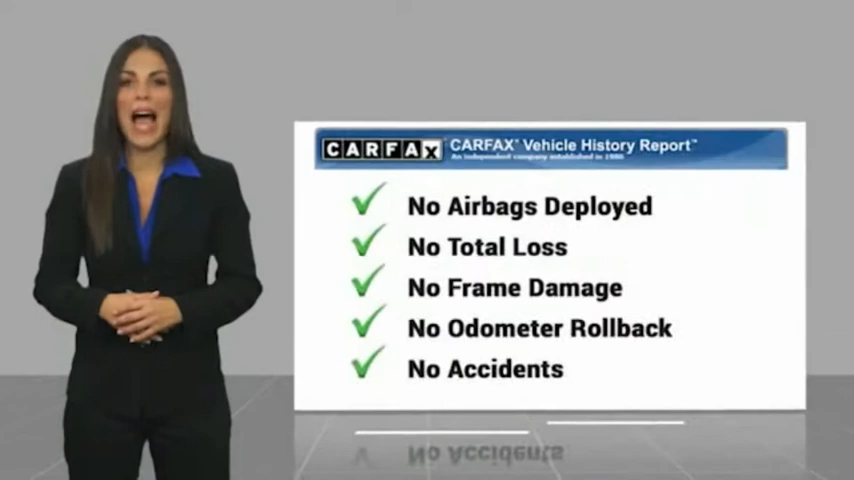 CARFAX CARFAX™ Vehicle History Report™
An independent company established in 1986
No Airbags Deployed
No Total Loss
No Frame Damage
No Odometer Rollback
No Accidents
No Accidents